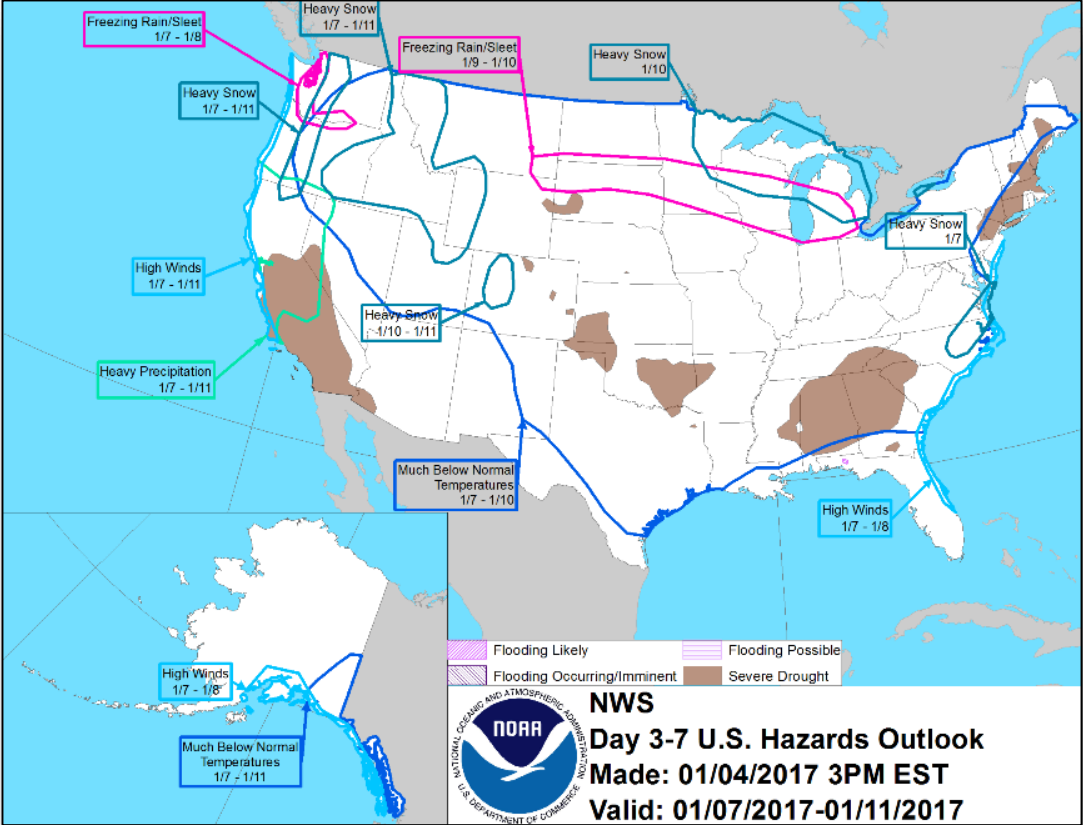 Heavy Snow
1/7 - 1/11
Freezing Rain/Sleet
1/7 - 1/8
Freezing Rain/Sleet
1/9 - 1/10
Heavy Snow
1/10
Heavy Snow
1/7 - 1/11
Heavy Snow
1/7
High Winds
1/7 - 1/11
Heavy Snow
1/10 - 1/11
Heavy Precipitation
1/7 - 1/11
Much Below Normal
Temperatures
1/7 - 1/10
High Winds
1/7 - 1/8
High Winds
1/7 - 1/8
Much Below Normal
Temperatures
1/7 - 1/11
Flooding Likely
Flooding Possible
Flooding Occurring/Imminent
Severe Drought
NATIONAL OCEANIC AND ATMOSPHERIC ADMINISTRATION
NOAA
U.S. DEPARTMENT OF COMMERCE
NWS
Day 3-7 U.S. Hazards Outlook
Made: 01/04/2017 3PM EST
Valid: 01/07/2017-01/11/2017